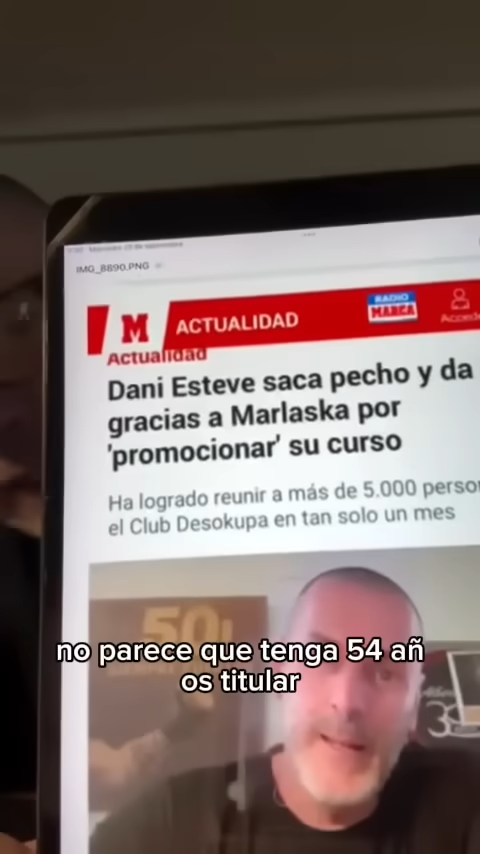 IMG_8890.PNG
M ACTUALIDAD
RADIO
MARCA
Actualidad
Dani Esteve saca pecho y da
gracias a Marlaska por
'promocionar' su curso
Ha logrado reunir a más de 5.000 person
el Club Desokupa en tan solo un mes
50
no parece que tenga 54 añ
os titular